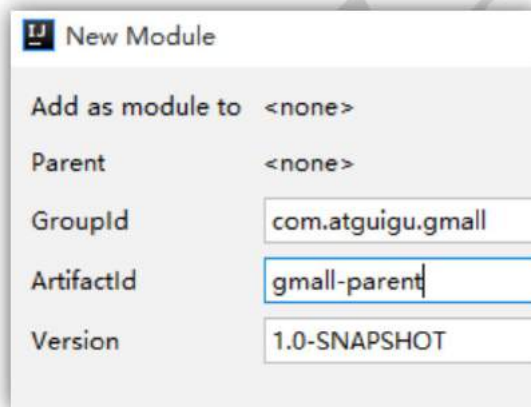 IJ New Module
Add as module to <none>
Parent <none>
GroupId com.atguigu.gmall
ArtifactId gmall-parent
Version 1.0-SNAPSHOT